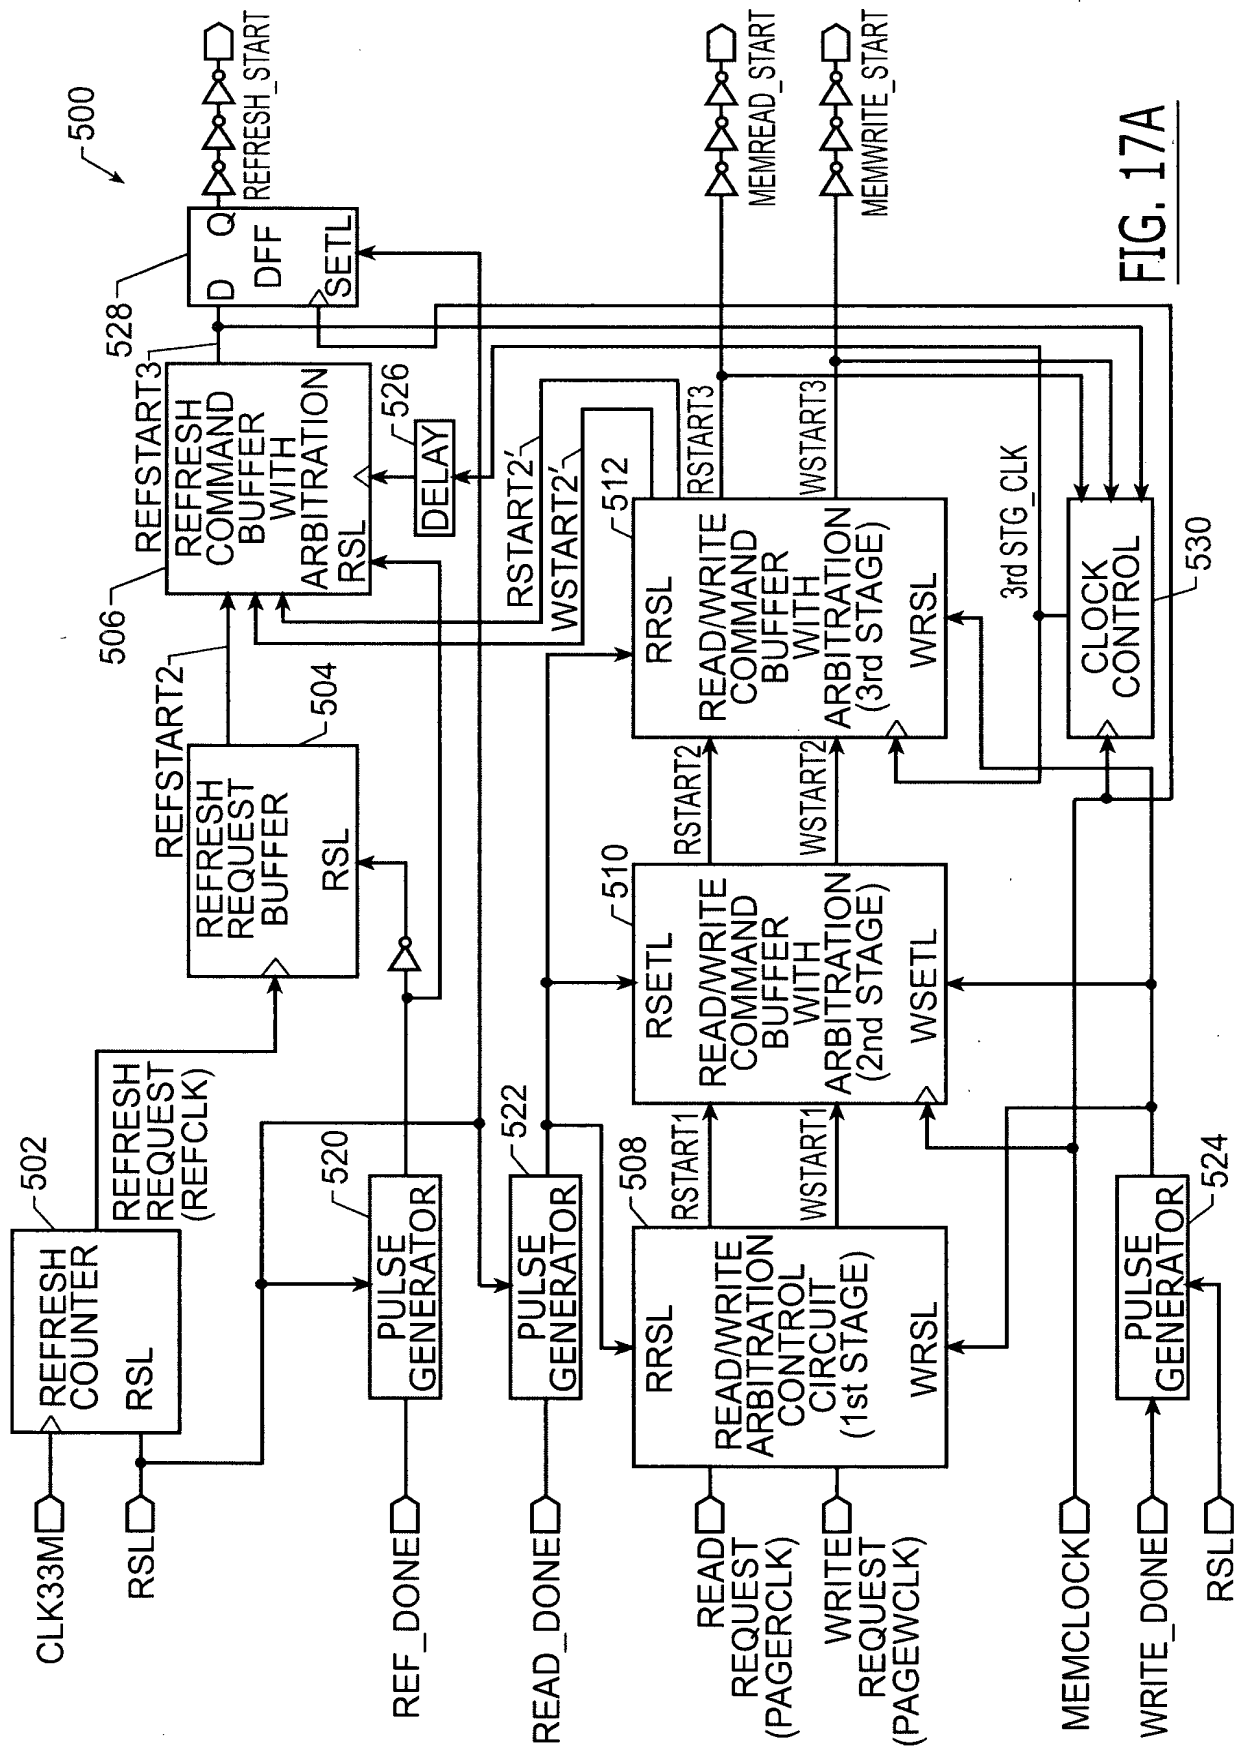 500
502
REFRESH
COUNTER
RSL
CLK33M
RSL
REFRESH
REQUEST
(REFCLK)
REFRESH
REQUEST
BUFFER
RSL
504
REFSTART2
506
REFRESH
COMMAND
BUFFER
WITH
ARBITRATION
RSL
REFSTART3
528
D
Q
DFF
SETL
REFRESH_START
526
DELAY
RSTART2'
WSTART2'
REF_DONE
520
PULSE
GENERATOR
READ_DONE
522
PULSE
GENERATOR
READ
REQUEST
(PAGERCLK)
WRITE
REQUEST
(PAGEWCLK)
508
RRSL
READ/WRITE
ARBITRATION
CONTROL
CIRCUIT
(1st STAGE)
WRSL
RSTART1
WSTART1
510
RSETL
READ/WRITE
COMMAND
BUFFER
WITH
ARBITRATION
(2nd STAGE)
WSETL
RSTART2
WSTART2
512
RRSL
READ/WRITE
COMMAND
BUFFER
WITH
ARBITRATION
(3rd STAGE)
WRSL
RSTART3
WSTART3
MEMREAD_START
MEMWRITE_START
3rd STG_CLK
CLOCK
CONTROL
530
MEMCLOCK
WRITE_DONE
RSL
PULSE
GENERATOR
524
FIG. 17A